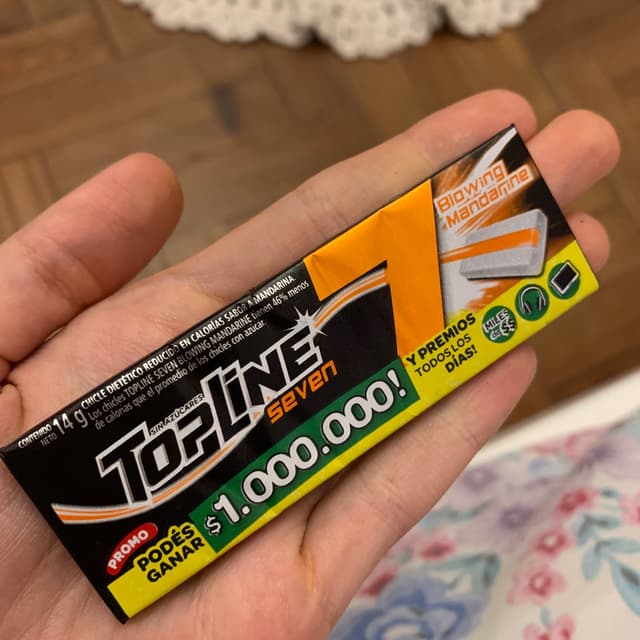 CONTENIDO NETO 14 g
CHICLE DIETÉTICO REDUCIDO EN CALORÍAS SABOR A MANDARINA
Los chicles TOPLINE SEVEN BLOWING MANDARINE tienen 46% menos
de calorías que el promedio de los chicles con azúcar.
SIN AZÚCARES
TOPLINE
seven
7
Blowing
Mandarine
PROMO
PODÉS
GANAR
$1.000.000!
Y PREMIOS
TODOS LOS
DÍAS!
MILES
de $$